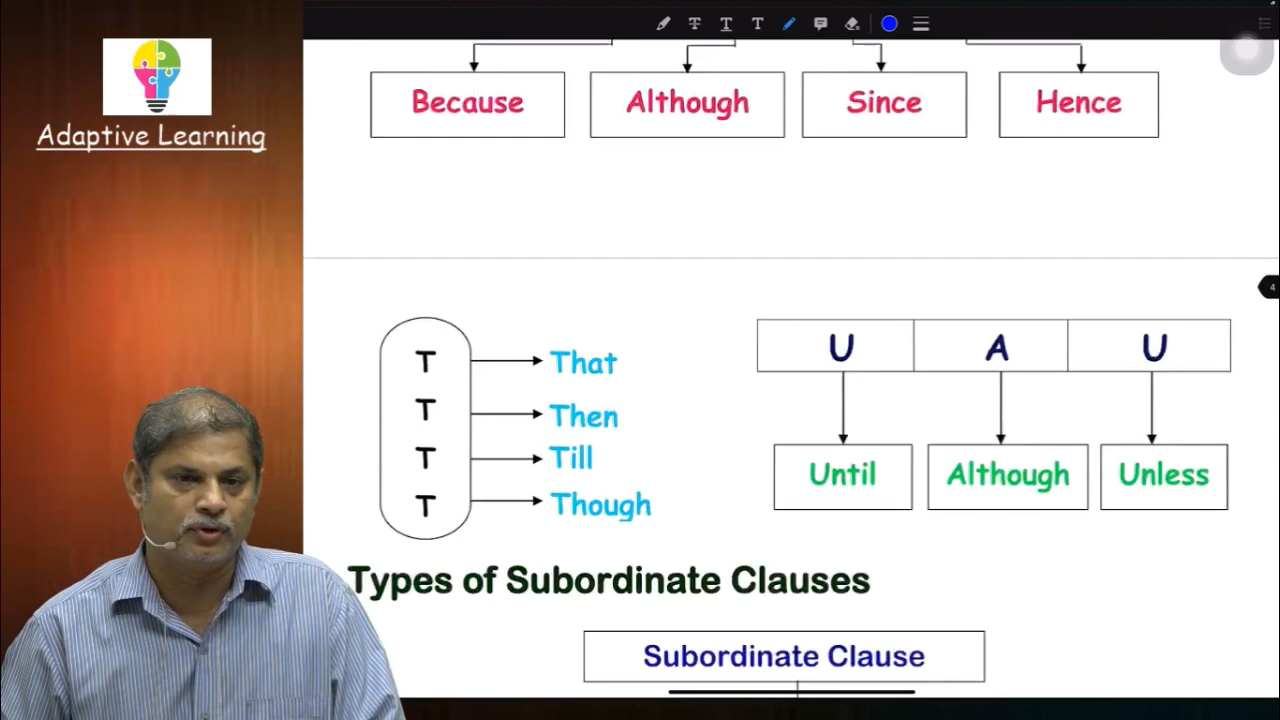 Adaptive Learning
T T T
Because Although Since Hence
4
T That
T Then
T Till
T Though
U A U
Until Although Unless
Types of Subordinate Clauses
Subordinate Clause